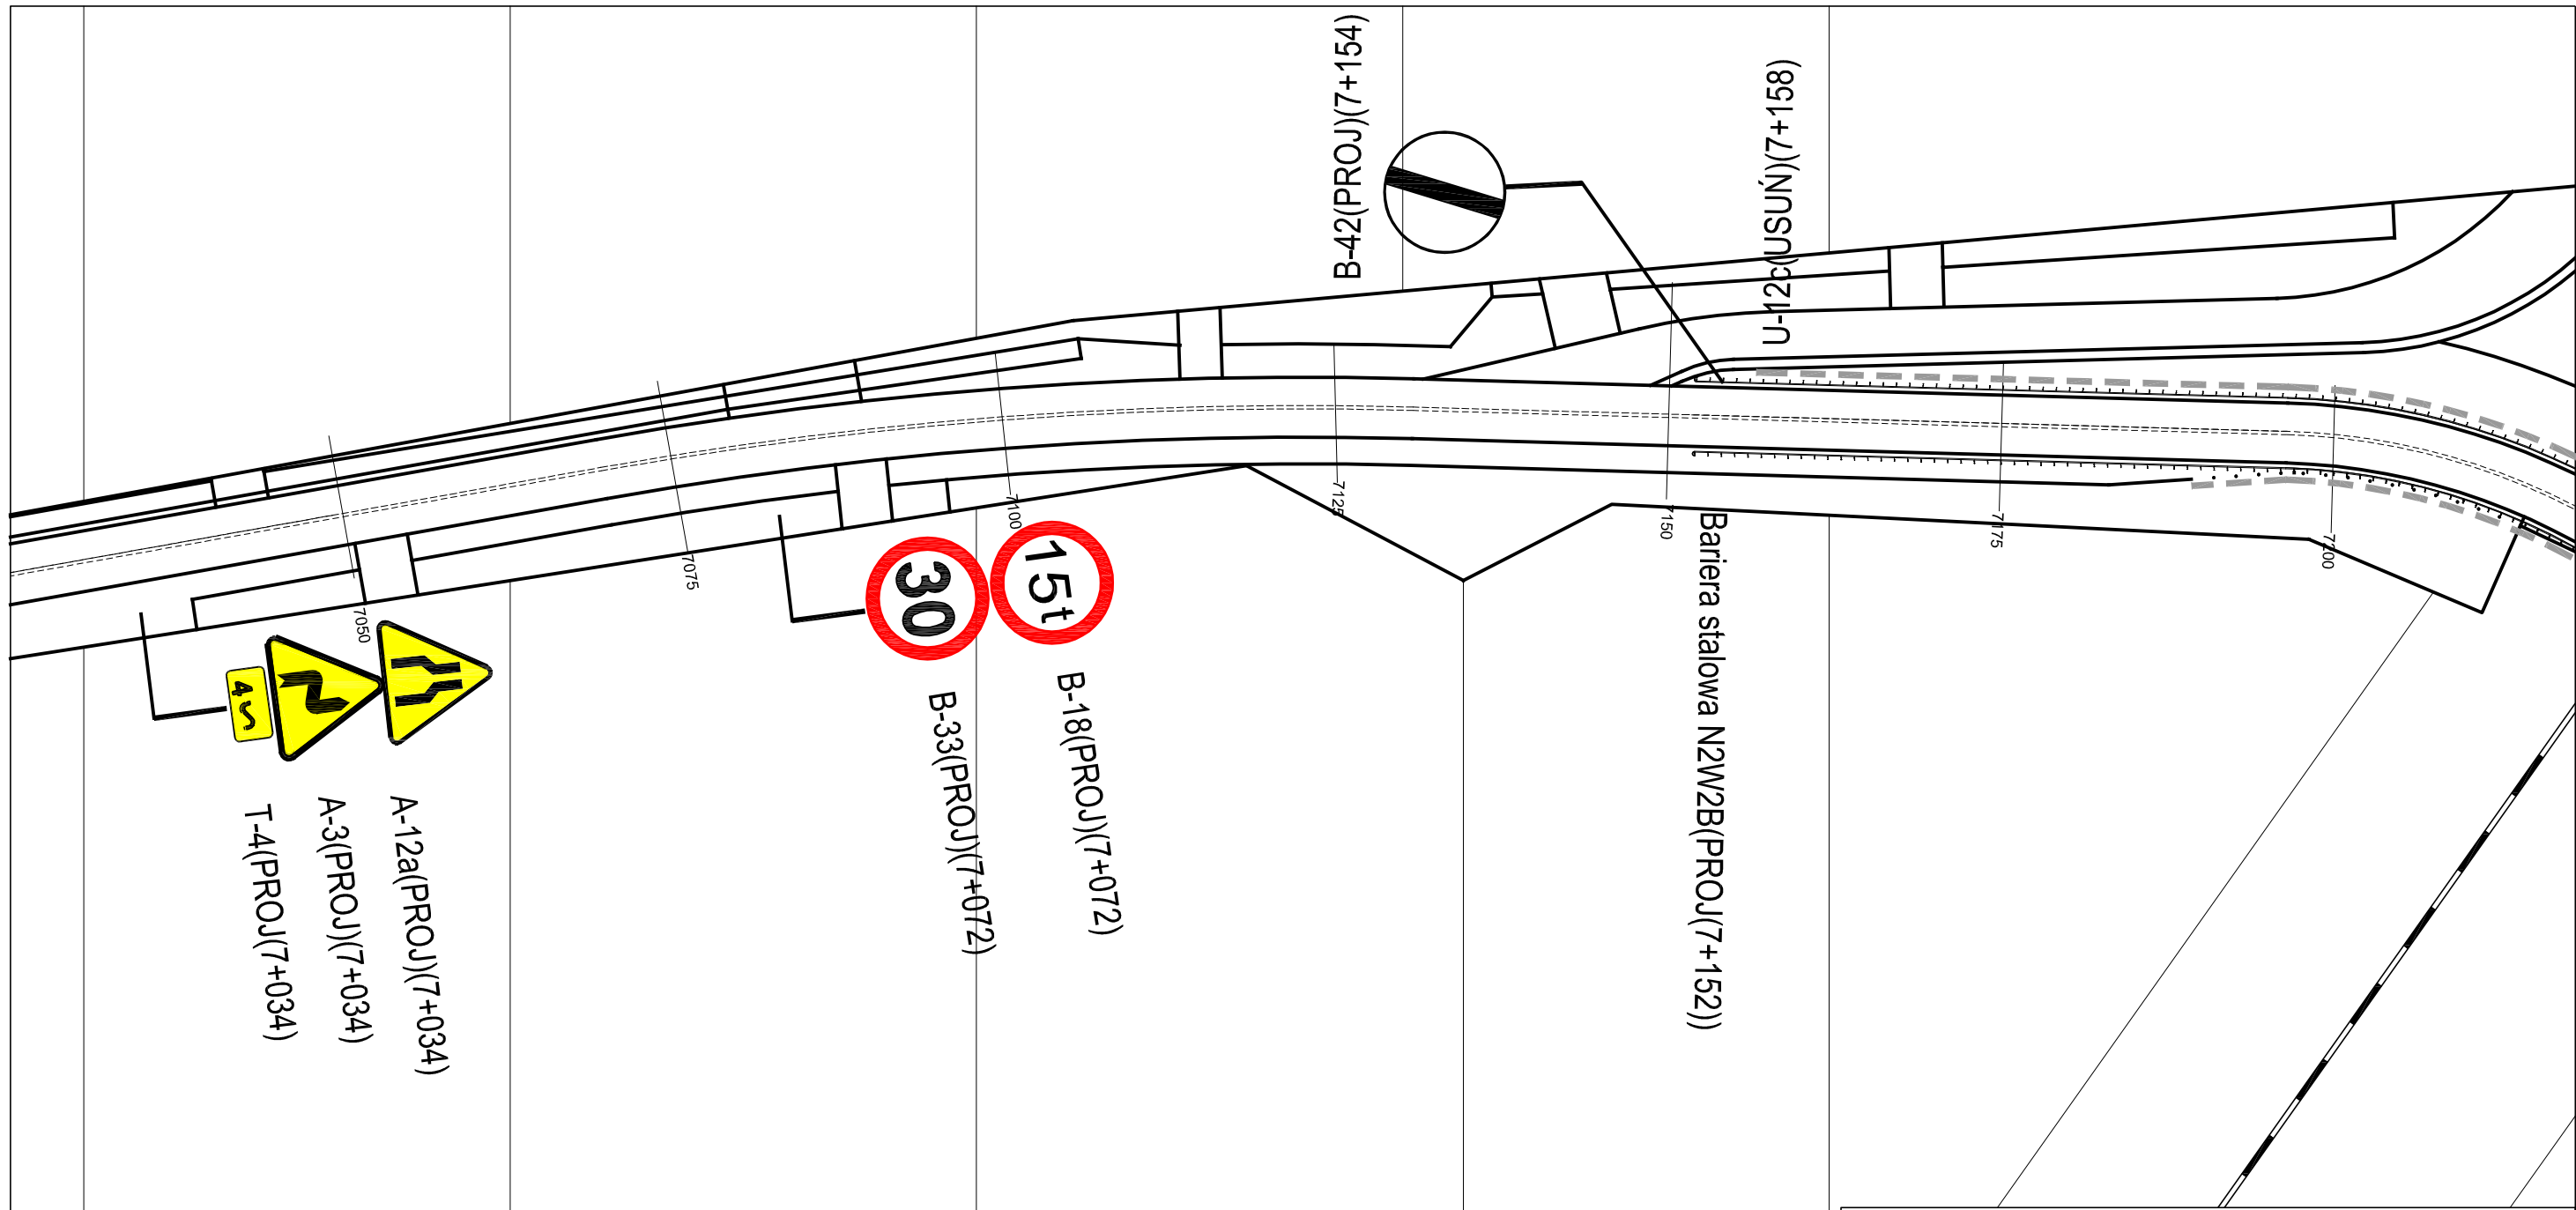 B-42(PROJ)(7+154)
U-12c(USUŃ)(7+158)
7050
7075
7100
7125
7150
7175
7200
4
30
15t
T-4(PROJ(7+034)
A-3(PROJ)(7+034)
A-12a(PROJ)(7+034)
B-33(PROJ)(7+072)
B-18(PROJ)(7+072)
Bariera stalowa N2W2B(PROJ(7+152))